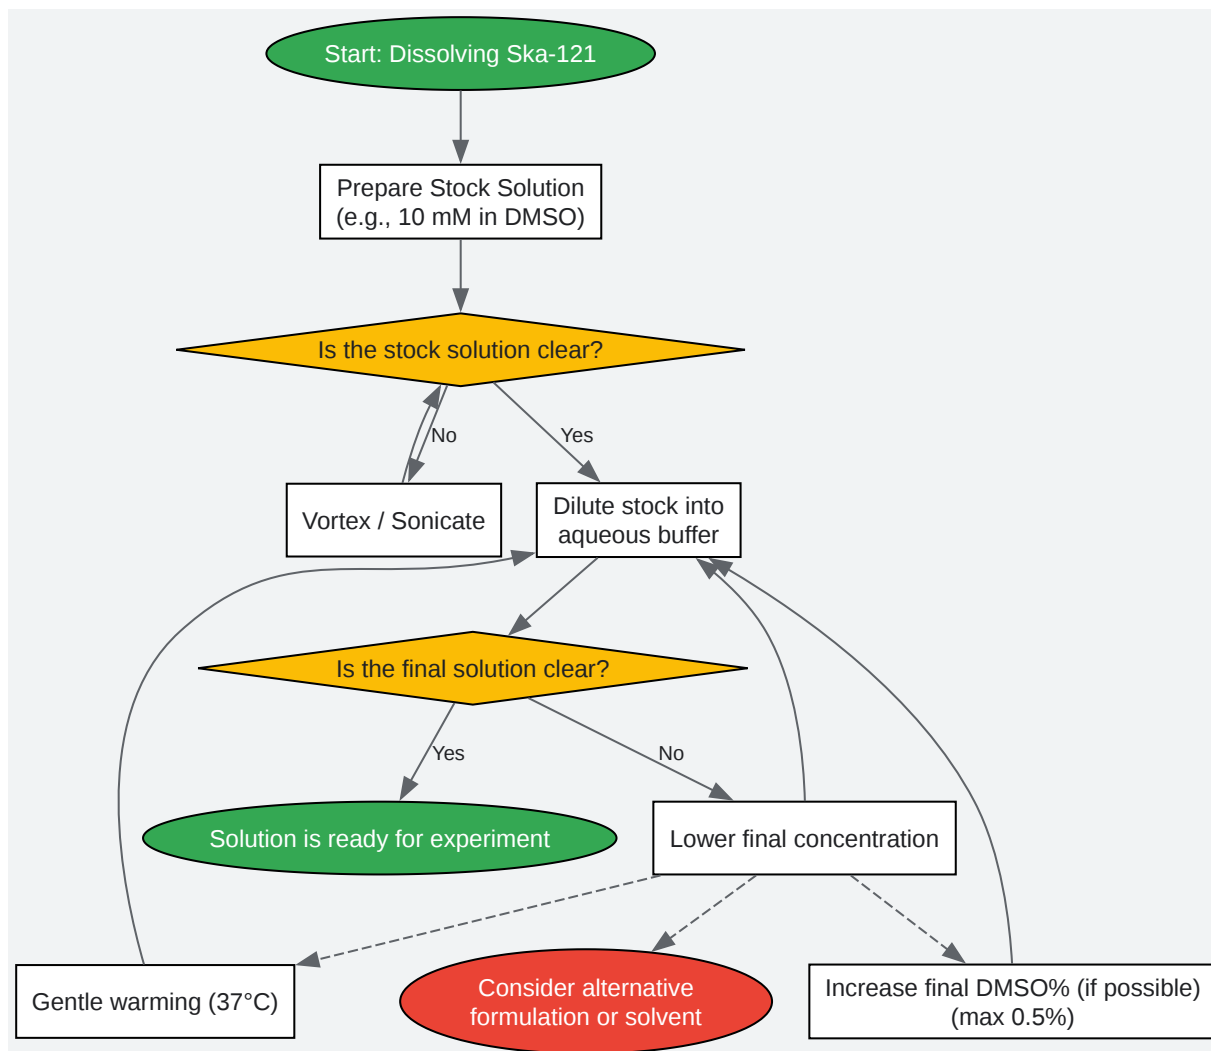 Start: Dissolving Ska-121
Prepare Stock Solution
(e.g., 10 mM in DMSO)
Is the stock solution clear?
No
Yes
Vortex / Sonicate
Dilute stock into
aqueous buffer
Is the final solution clear?
Yes
No
Solution is ready for experiment
Lower final concentration
Gentle warming (37°C)
Consider alternative
formulation or solvent
Increase final DMSO% (if possible)
(max 0.5%)